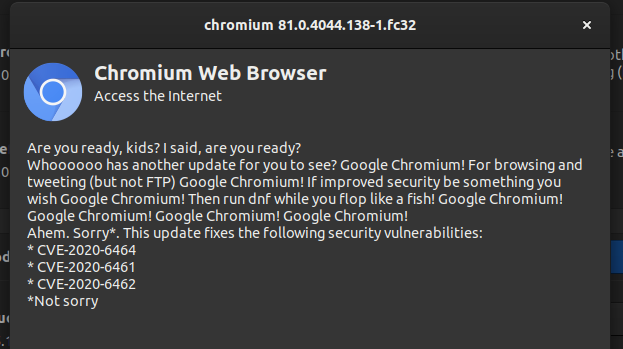 chromium 81.0.4044.138-1.fc32
Chromium Web Browser
Access the Internet
Are you ready, kids? I said, are you ready?
Whoooooo has another update for you to see? Google Chromium! For browsing and
tweeting (but not FTP) Google Chromium! If improved security be something you
wish Google Chromium! Then run dnf while you flop like a fish! Google Chromium!
Google Chromium! Google Chromium! Google Chromium!
Ahem. Sorry*. This update fixes the following security vulnerabilities:
* CVE-2020-6464
* CVE-2020-6461
* CVE-2020-6462
*Not sorry